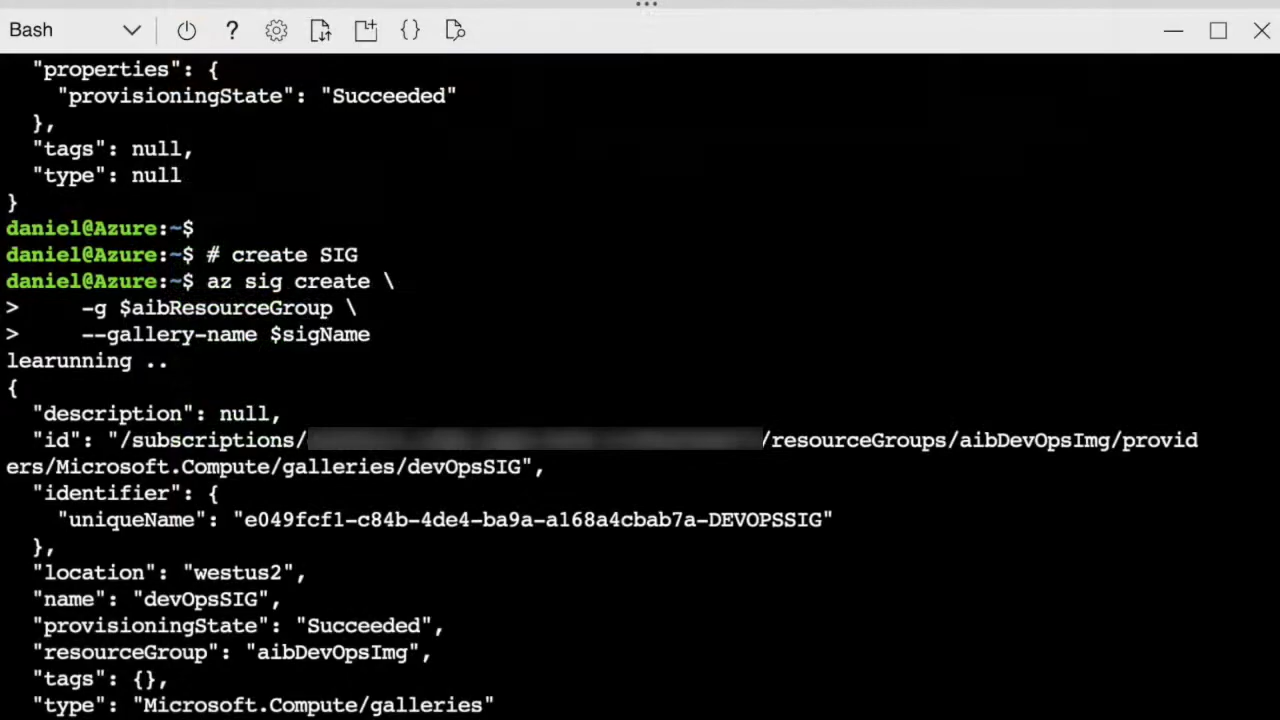 Bash
"properties": {
"provisioningState": "Succeeded"
},
"tags": null,
"type": null
}
daniel@Azure:~$
daniel@Azure:~$ # create SIG
daniel@Azure:~$ az sig create \
> -g $aibResourceGroup \
> --gallery-name $sigName
learunning ..
{
"description": null,
"id": "/subscriptions/ /resourceGroups/aibDevOpsImg/provid
ers/Microsoft.Compute/galleries/devOpsSIG",
"identifier": {
"uniqueName": "e049fcf1-c84b-4de4-ba9a-a168a4cbab7a-DEVOPSSIG"
},
"location": "westus2",
"name": "devOpsSIG",
"provisioningState": "Succeeded",
"resourceGroup": "aibDevOpsImg",
"tags": {},
"type": "Microsoft.Compute/galleries"